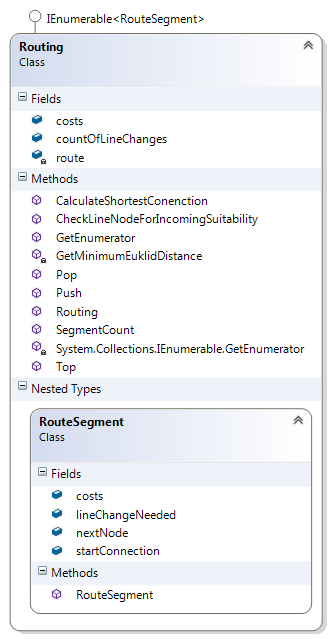 IEnumerable<RouteSegment>
Routing
Class
Fields
costs
countOfLineChanges
route
Methods
CalculateShortestConenction
CheckLineNodeForIncomingSuitability
GetEnumerator
GetMinimumEuklidDistance
Pop
Push
Routing
SegmentCount
System.Collections.IEnumerable.GetEnumerator
Top
Nested Types
RouteSegment
Class
Fields
costs
lineChangeNeeded
nextNode
startConnection
Methods
RouteSegment